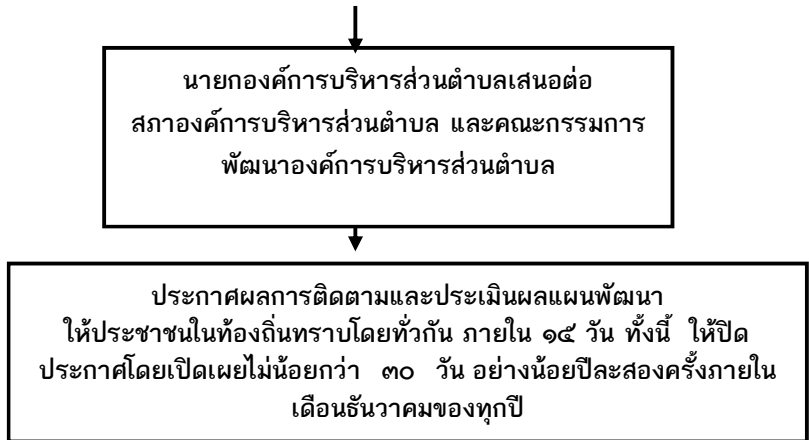 นายกองค์การบริหารส่วนตำบลเสนอต่อ
สภาองค์การบริหารส่วนตำบล และคณะกรรมการ
พัฒนาองค์การบริหารส่วนตำบล
ประกาศผลการติดตามและประเมินผลแผนพัฒนา
ให้ประชาชนในท้องถิ่นทราบโดยทั่วกัน ภายใน ๑๕ วัน ทั้งนี้ ให้ปิด
ประกาศโดยเปิดเผยไม่น้อยกว่า ๓๐ วัน อย่างน้อยปีละสองครั้งภายใน
เดือนธันวาคมของทุกปี